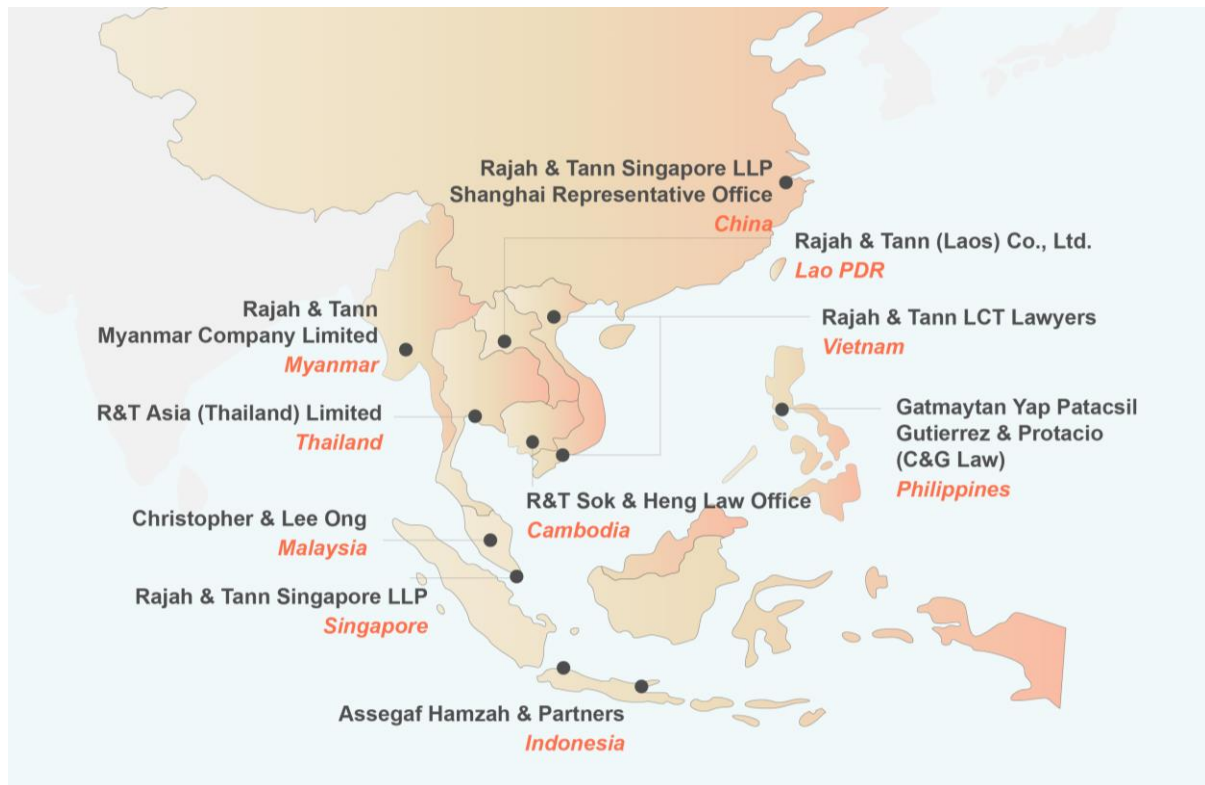 Rajah & Tann Singapore LLP
Shanghai Representative Office
China
Rajah & Tann (Laos) Co., Ltd.
Lao PDR
Rajah & Tann
Myanmar Company Limited
Myanmar
Rajah & Tann LCT Lawyers
Vietnam
R&T Asia (Thailand) Limited
Thailand
Gatmaytan Yap Patacsil
Gutierrez & Protacio
(C&G Law)
Philippines
R&T Sok & Heng Law Office
Cambodia
Christopher & Lee Ong
Malaysia
Rajah & Tann Singapore LLP
Singapore
Assegaf Hamzah & Partners
Indonesia